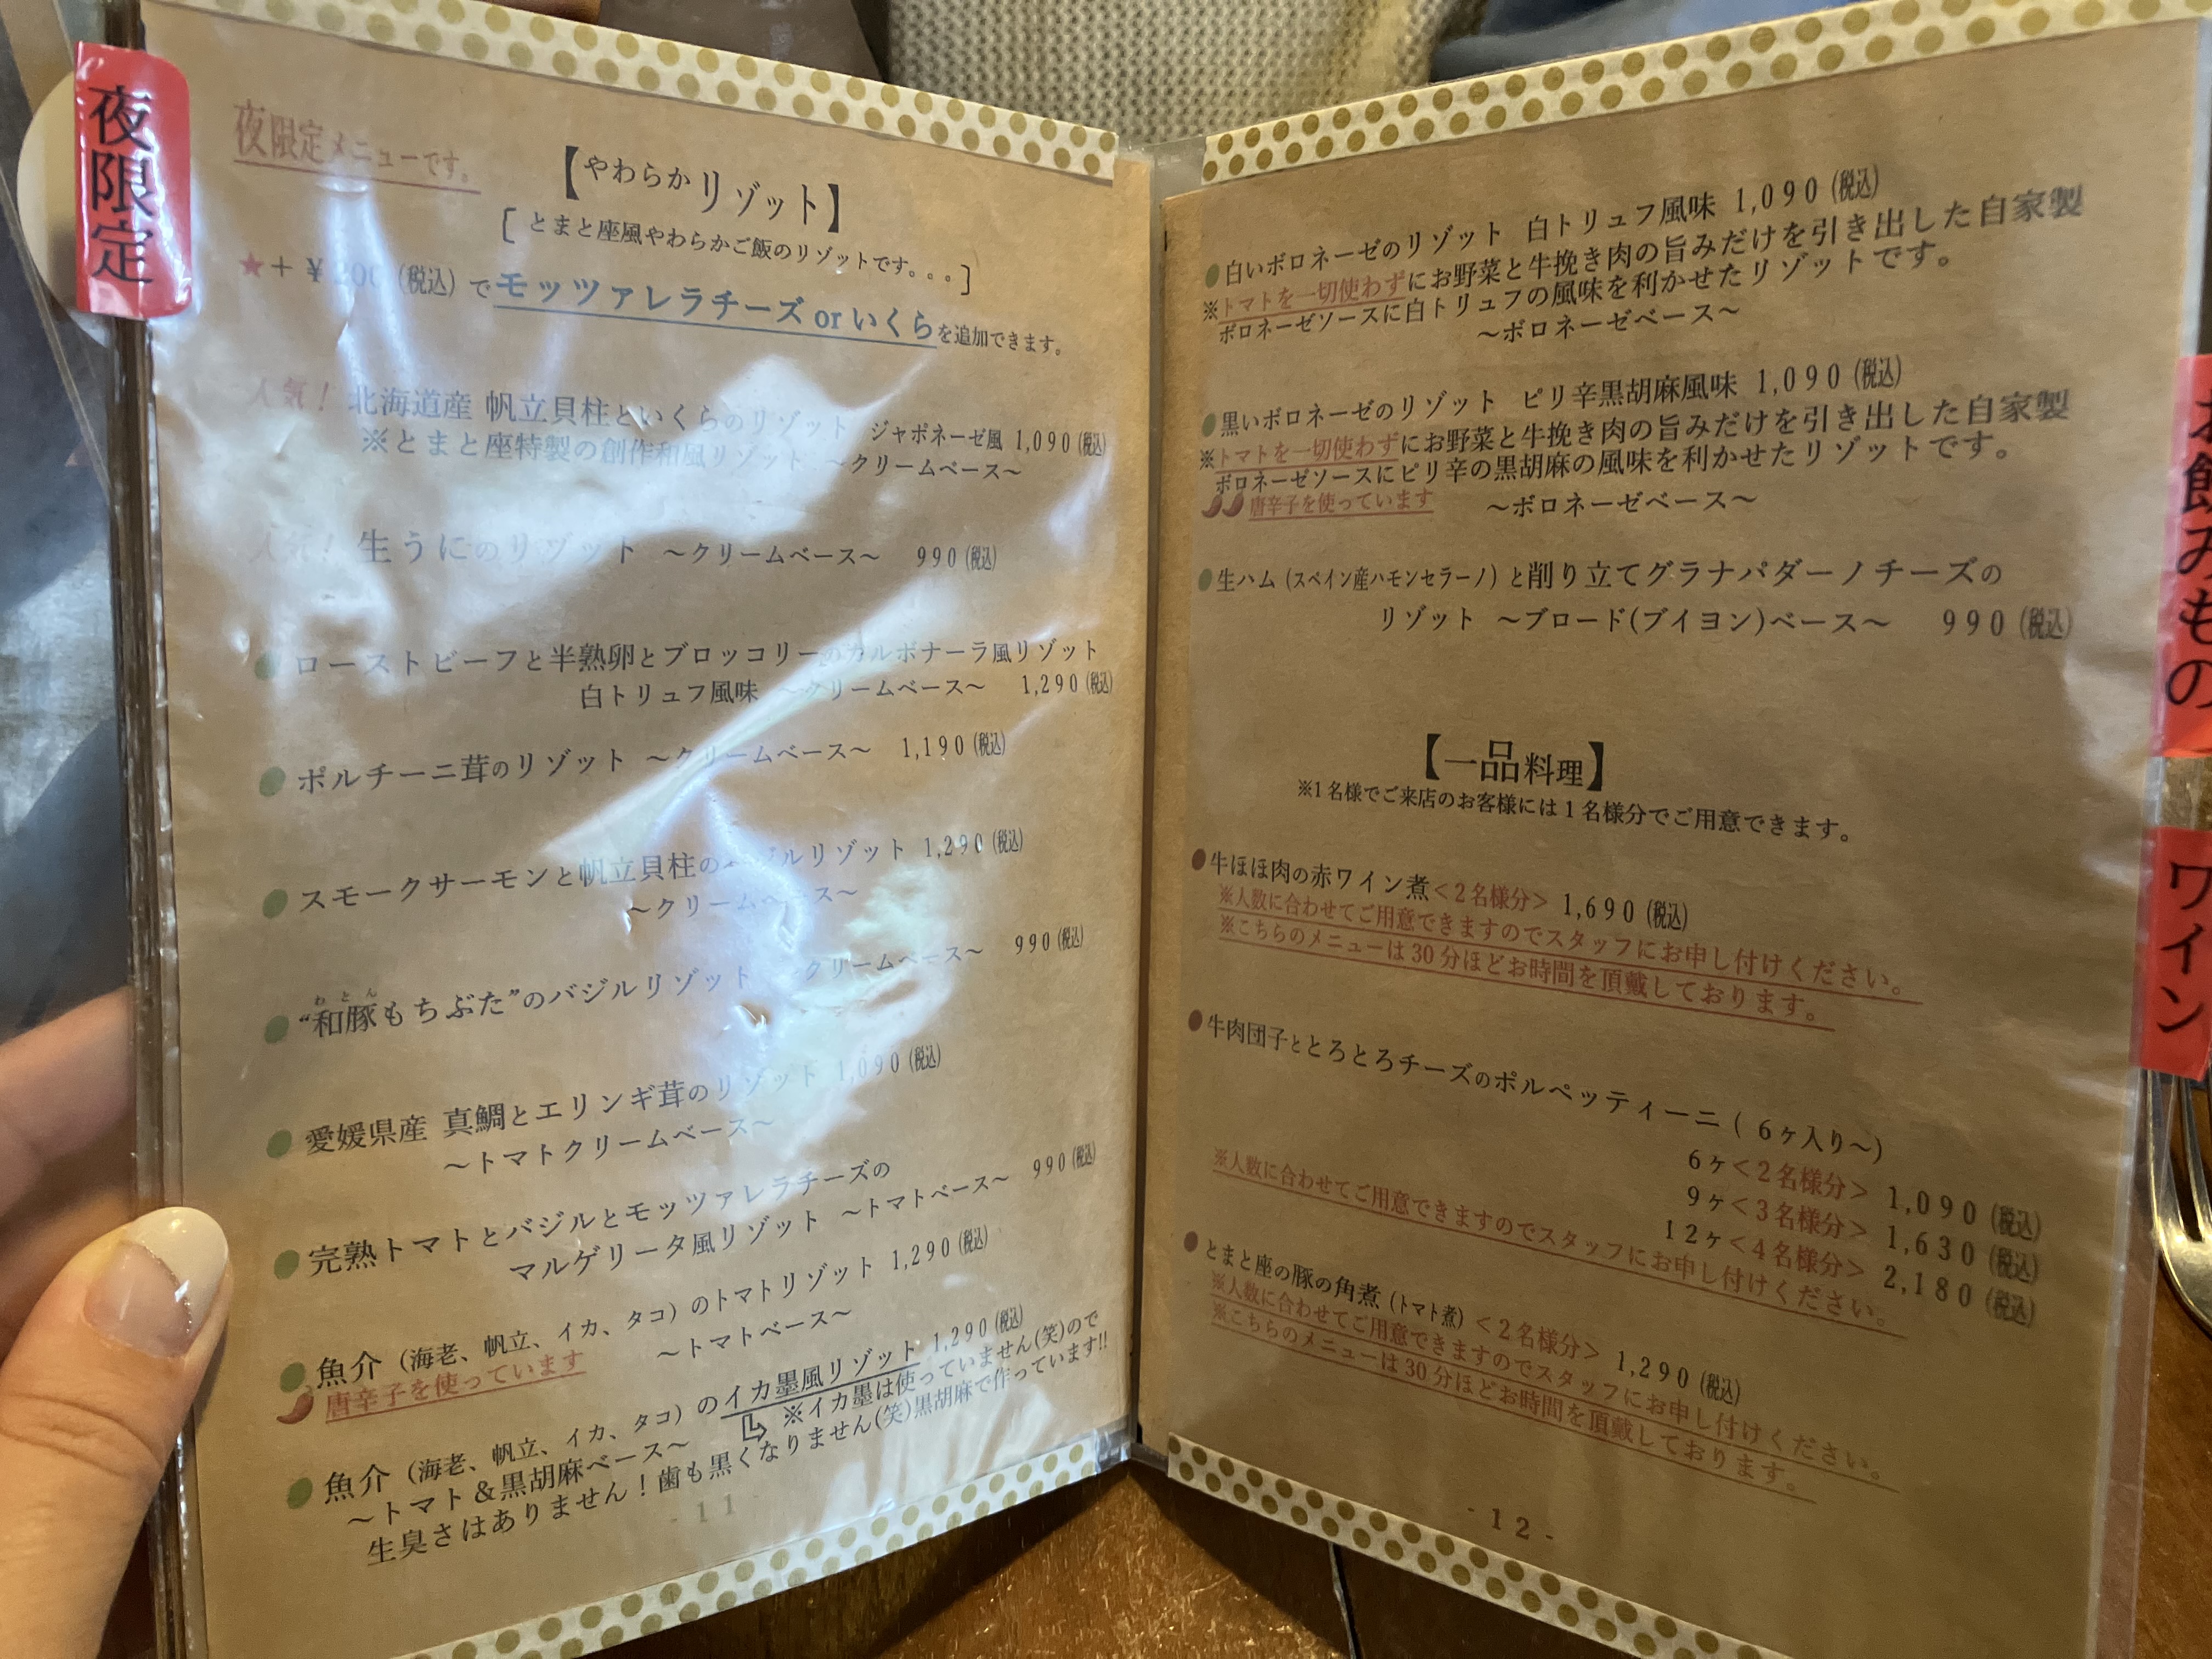 夜限定
夜限定メニューです。
【やわらかリゾット】
[とまと座風やわらかご飯のリゾットです。。。]
★＋￥200（税込）でモッツァレラチーズ or いくらを追加できます。
人気！ 北海道産 帆立貝柱といくらのリゾット ジャポネーゼ風 1,090（税込）
※とまと座特製の創作和風リゾット ～クリームベース～
人気！ 生うにのリゾット ～クリームベース～ 990（税込）
●ローストビーフと半熟卵とブロッコリーのカルボナーラ風リゾット
白トリュフ風味 ～クリームベース～ 1,290（税込）
●ポルチーニ茸のリゾット ～クリームベース～ 1,190（税込）
●スモークサーモンと帆立貝柱のバジルリゾット 1,290（税込）
～クリームベース～
わとん
●“和豚もちぶた”のバジルリゾット クリームベース～ 990（税込）
●愛媛県産 真鯛とエリンギ茸のリゾット 1,090（税込）
～トマトクリームベース～
●完熟トマトとバジルとモッツァレラチーズの
マルゲリータ風リゾット ～トマトベース～ 990（税込）
●魚介（海老、帆立、イカ、タコ）のトマトリゾット 1,290（税込）
唐辛子を使っています ～トマトベース～
●魚介（海老、帆立、イカ、タコ）のイカ墨風リゾット 1,290（税込）
～トマト＆黒胡麻ベース～ ※イカ墨は使っていません(笑)ので
生臭さはありません！歯も黒くなりません(笑)黒胡麻で作っています!!
- 11 -
●白いボロネーゼのリゾット 白トリュフ風味 1,090（税込）
※トマトを一切使わずにお野菜と牛挽き肉の旨みだけを引き出した自家製
ボロネーゼソースに白トリュフの風味を利かせたリゾットです。
～ボロネーゼベース～
●黒いボロネーゼのリゾット ピリ辛黒胡麻風味 1,090（税込）
※トマトを一切使わずにお野菜と牛挽き肉の旨みだけを引き出した自家製
ボロネーゼソースにピリ辛の黒胡麻の風味を利かせたリゾットです。
唐辛子を使っています ～ボロネーゼベース～
●生ハム（スペイン産ハモンセラーノ）と削り立てグラナパダーノチーズの
リゾット ～ブロード(ブイヨン)ベース～ 990（税込）
【一品料理】
※1名様でご来店のお客様には1名様分でご用意できます。
●牛ほほ肉の赤ワイン煮＜2名様分＞ 1,690（税込）
※人数に合わせてご用意できますのでスタッフにお申し付けください。
※こちらのメニューは30分ほどお時間を頂戴しております。
●牛肉団子ととろとろチーズのポルペッティーニ（6ヶ入り～）
6ヶ＜2名様分＞ 1,090（税込）
9ヶ＜3名様分＞ 1,630（税込）
12ヶ＜4名様分＞ 2,180（税込）
※人数に合わせてご用意できますのでスタッフにお申し付けください。
●とまと座の豚の角煮（トマト煮）＜2名様分＞ 1,290（税込）
※人数に合わせてご用意できますのでスタッフにお申し付けください。
※こちらのメニューは30分ほどお時間を頂戴しております。
- 12 -
お飲みもの
ワイン